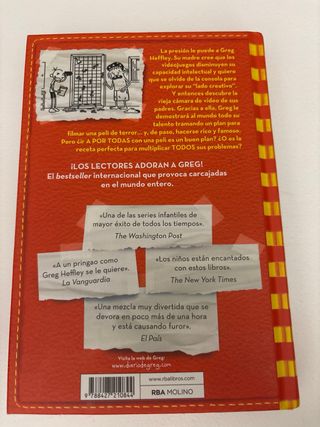 La presión le puede a Greg
Heffley. Su madre cree que los
videojuegos disminuyen su
capacidad intelectual y quiere
que se olvide de la consola para
explorar su "lado creativo".
Y entonces descubre la
vieja cámara de video de sus
padres. Gracias a ella, Greg le
demostrará al mundo todo su
talento tramando un plan para
filmar una peli de terror... y, de paso, hacerse rico y famoso.
Pero ¿ir A POR TODAS con una peli es un buen plan? ¿O es la
receta perfecta para multiplicar TODOS sus problemas?
¡LOS LECTORES ADORAN A GREG!
El bestseller internacional que provoca carcajadas
en el mundo entero.
«Una de las series infantiles de
mayor éxito de todos los tiempos».
The Washington Post
«A un pringao como
Greg Heffley se le quiere».
La Vanguardia
«Los niños están encantados
con estos libros».
The New York Times
«Una mezcla muy divertida que se
devora en poco más de una hora
y está causando furor».
El País
Visita la web de Greg:
www.diariodegreg.com
www.rbalibros.com
RBA MOLINO
9 788427 210844